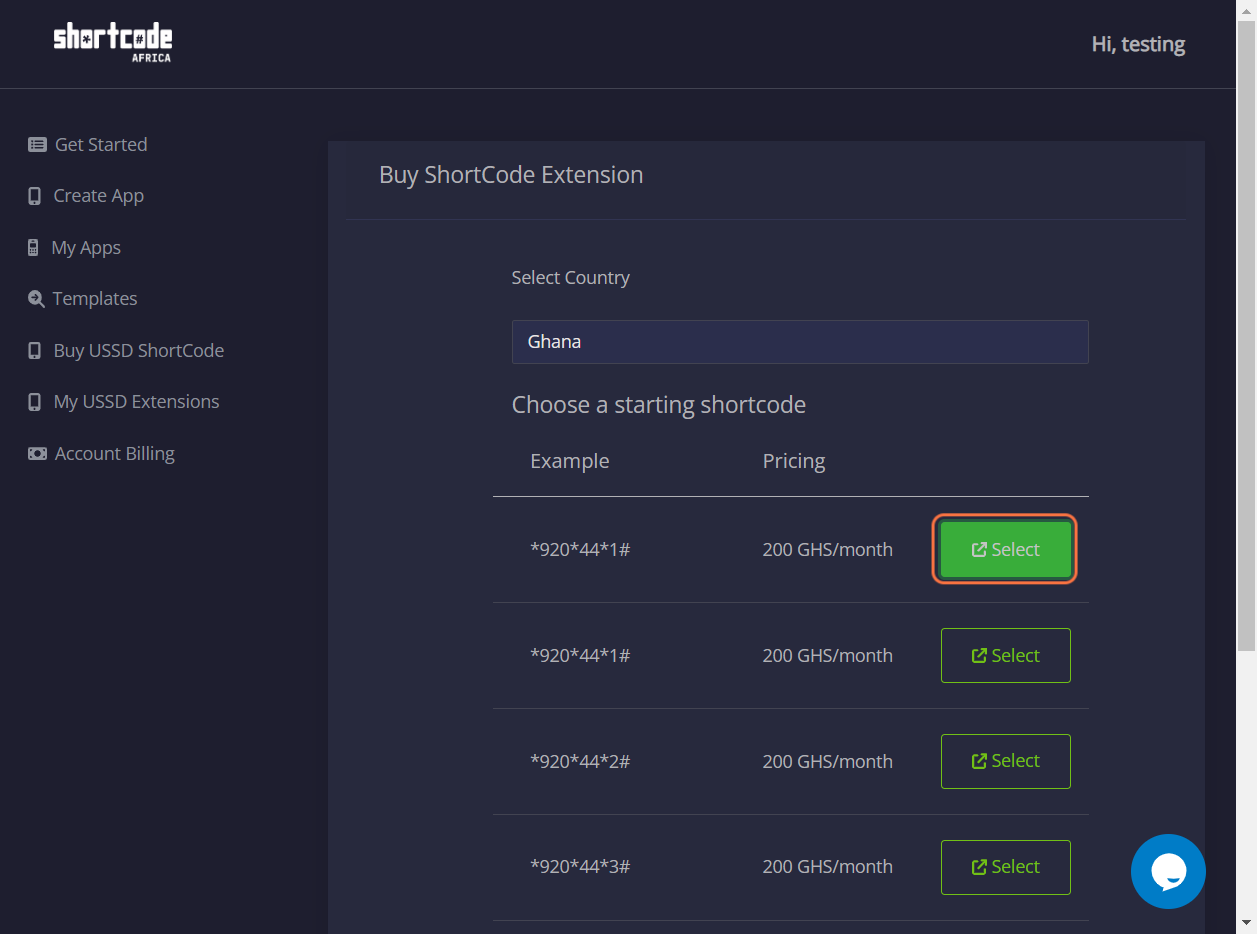 shortcode
AFRICA
Hi, testing
Get Started
Create App
My Apps
Templates
Buy USSD ShortCode
My USSD Extensions
Account Billing
Buy ShortCode Extension
Select Country
Ghana
Choose a starting shortcode
Example Pricing
*920*44*1# 200 GHS/month Select
*920*44*1# 200 GHS/month Select
*920*44*2# 200 GHS/month Select
*920*44*3# 200 GHS/month Select